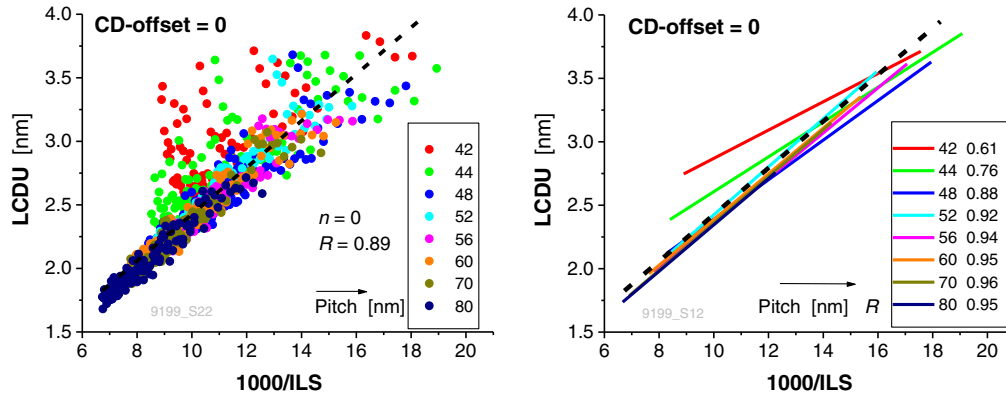 CD-offset = 0
LCDU [nm]
4.0
3.5
3.0
2.5
2.0
1.5
6 8 10 12 14 16 18 20
1000/ILS
n = 0
R = 0.89
Pitch [nm]
9199_S22
42
44
48
52
56
60
70
80
CD-offset = 0
LCDU [nm]
4.0
3.5
3.0
2.5
2.0
1.5
6 8 10 12 14 16 18 20
1000/ILS
9199_S12
Pitch [nm] R
42 0.61
44 0.76
48 0.88
52 0.92
56 0.94
60 0.95
70 0.96
80 0.95